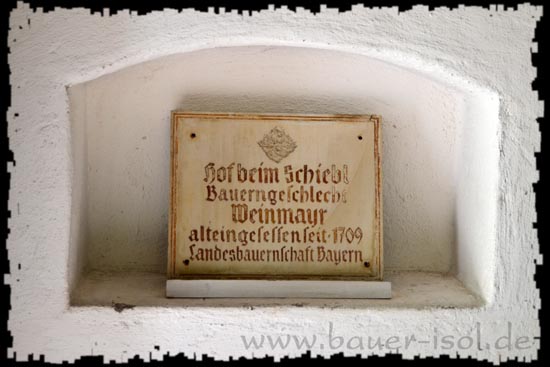 Hof beim Schiebl
Bauerngeschlecht
Weinmayr
alteingesessen seit 1709
Landesbauernschaft Bayern
www.bauer-isol.de